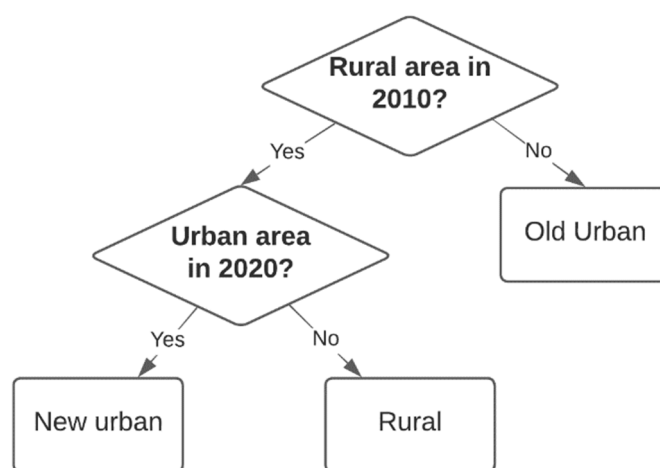 Rural area in
2010?
Yes
No
Urban area
in 2020?
Old Urban
Yes
No
New urban
Rural